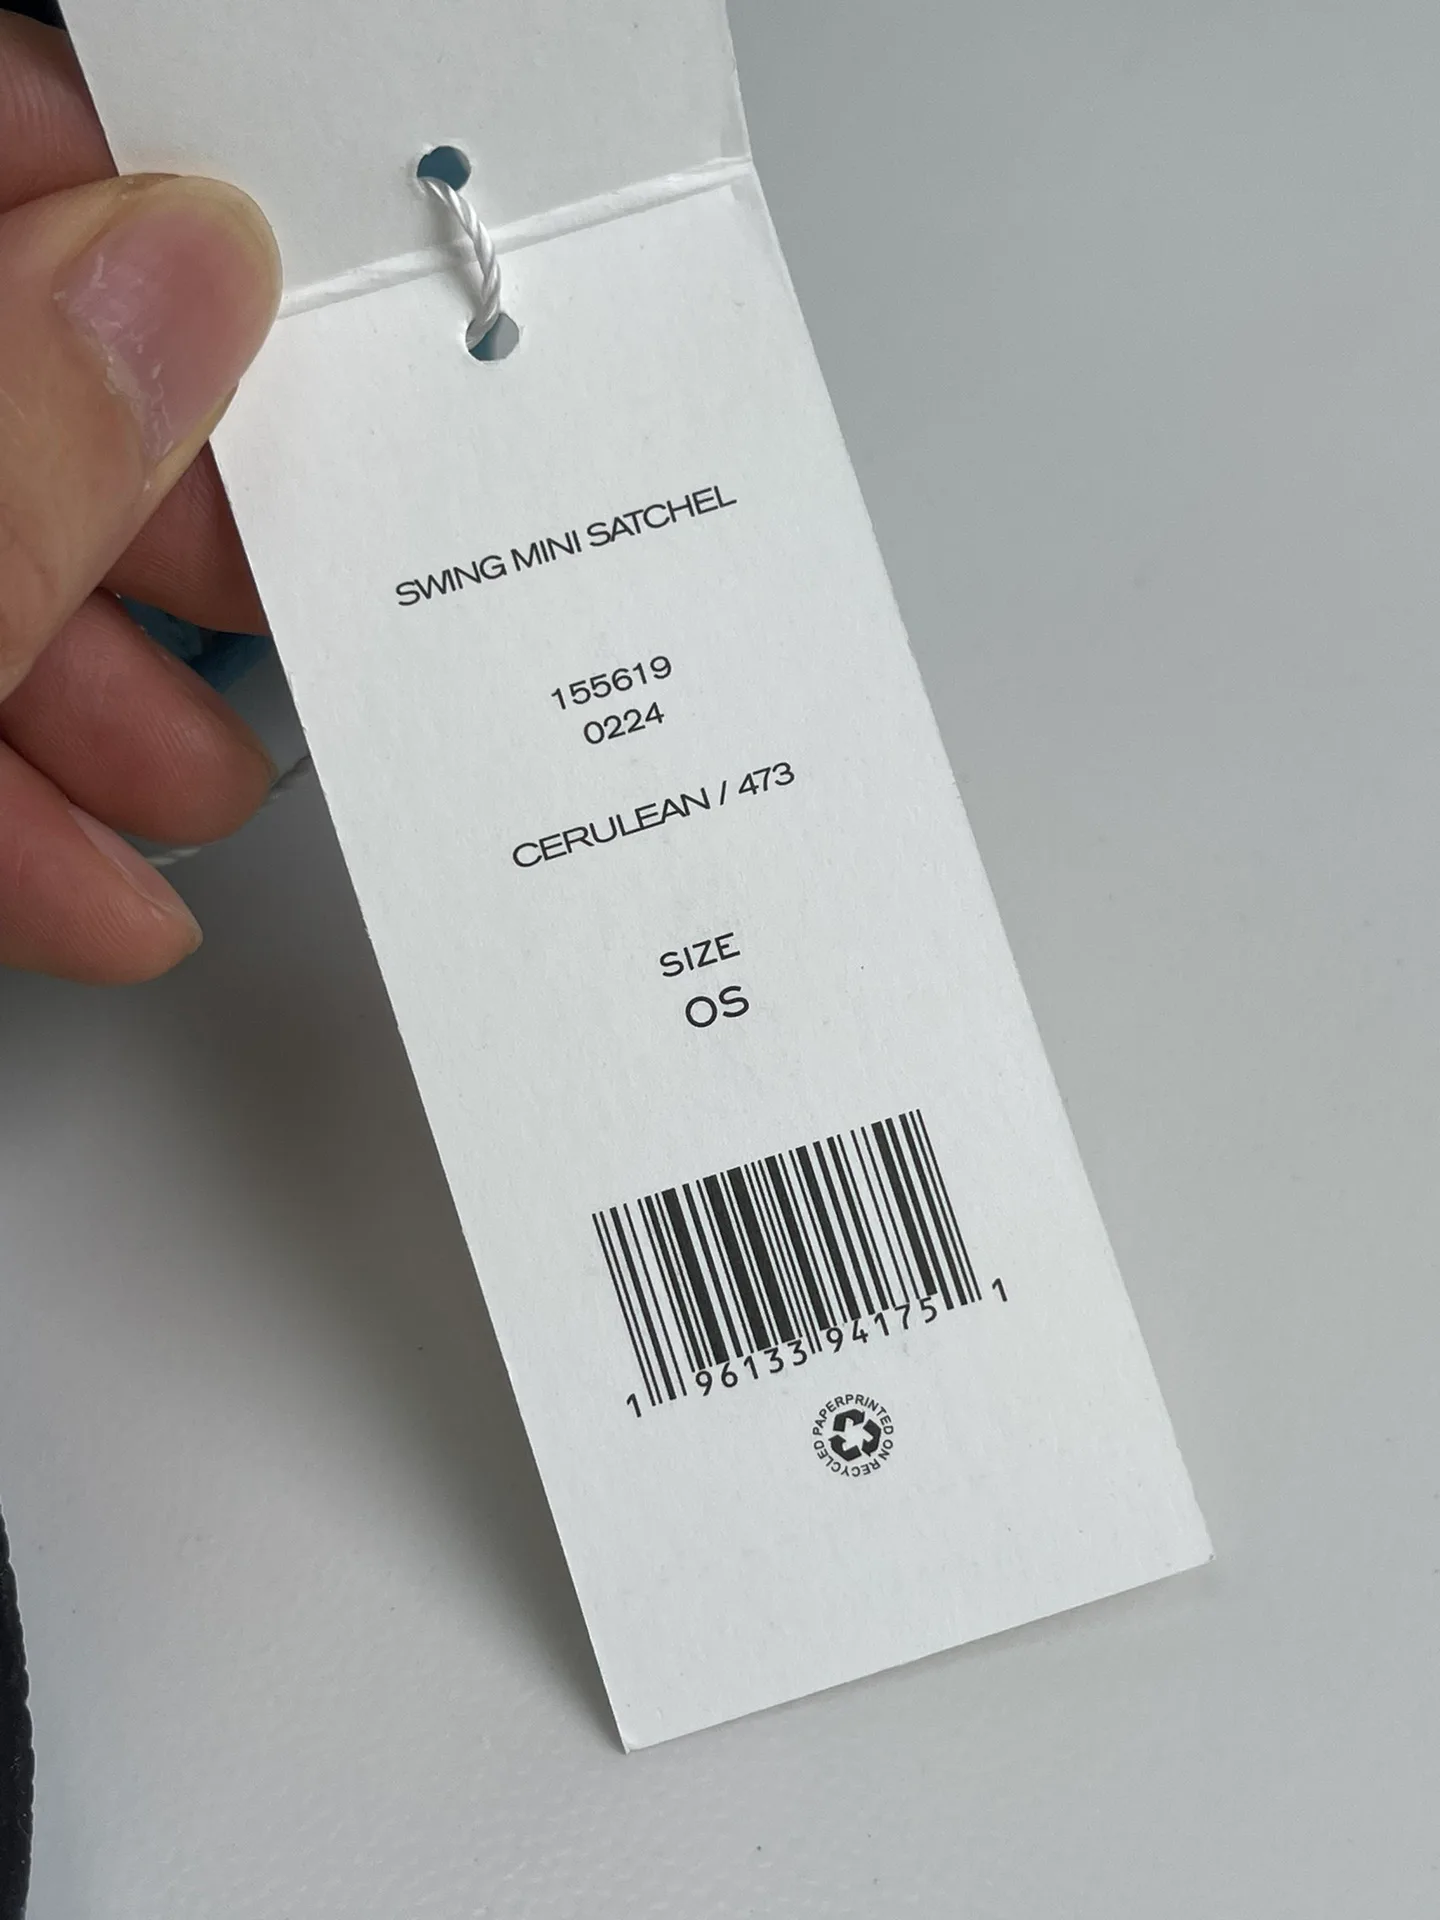 SWING MINI SATCHEL
155619
0224
CERULEAN / 473
SIZE
OS
1 96133 94175 1
PRINTED ON RECYCLED PAPER